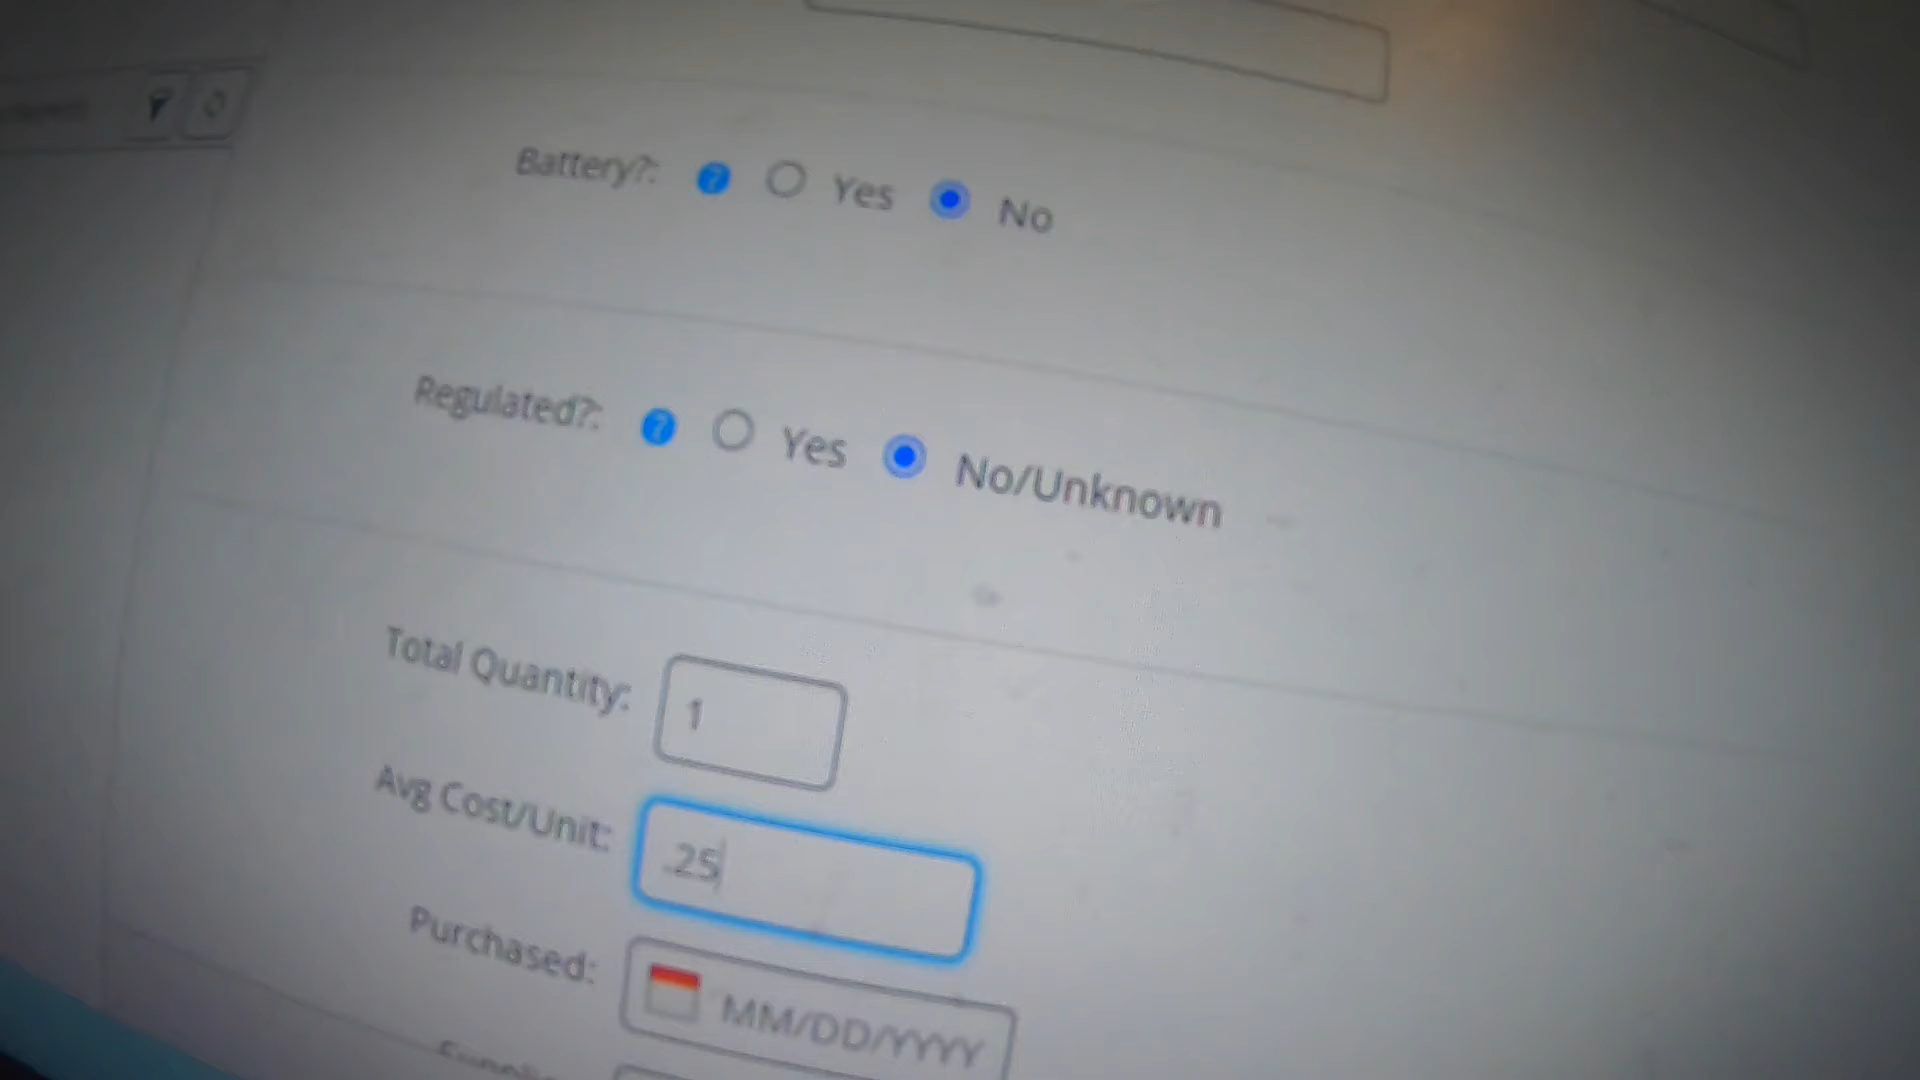 Battery?: ? Yes No
Regulated?: ? Yes No/Unknown
Total Quantity: 1
Avg Cost/Unit: .25
Purchased: MM/DD/YYYY